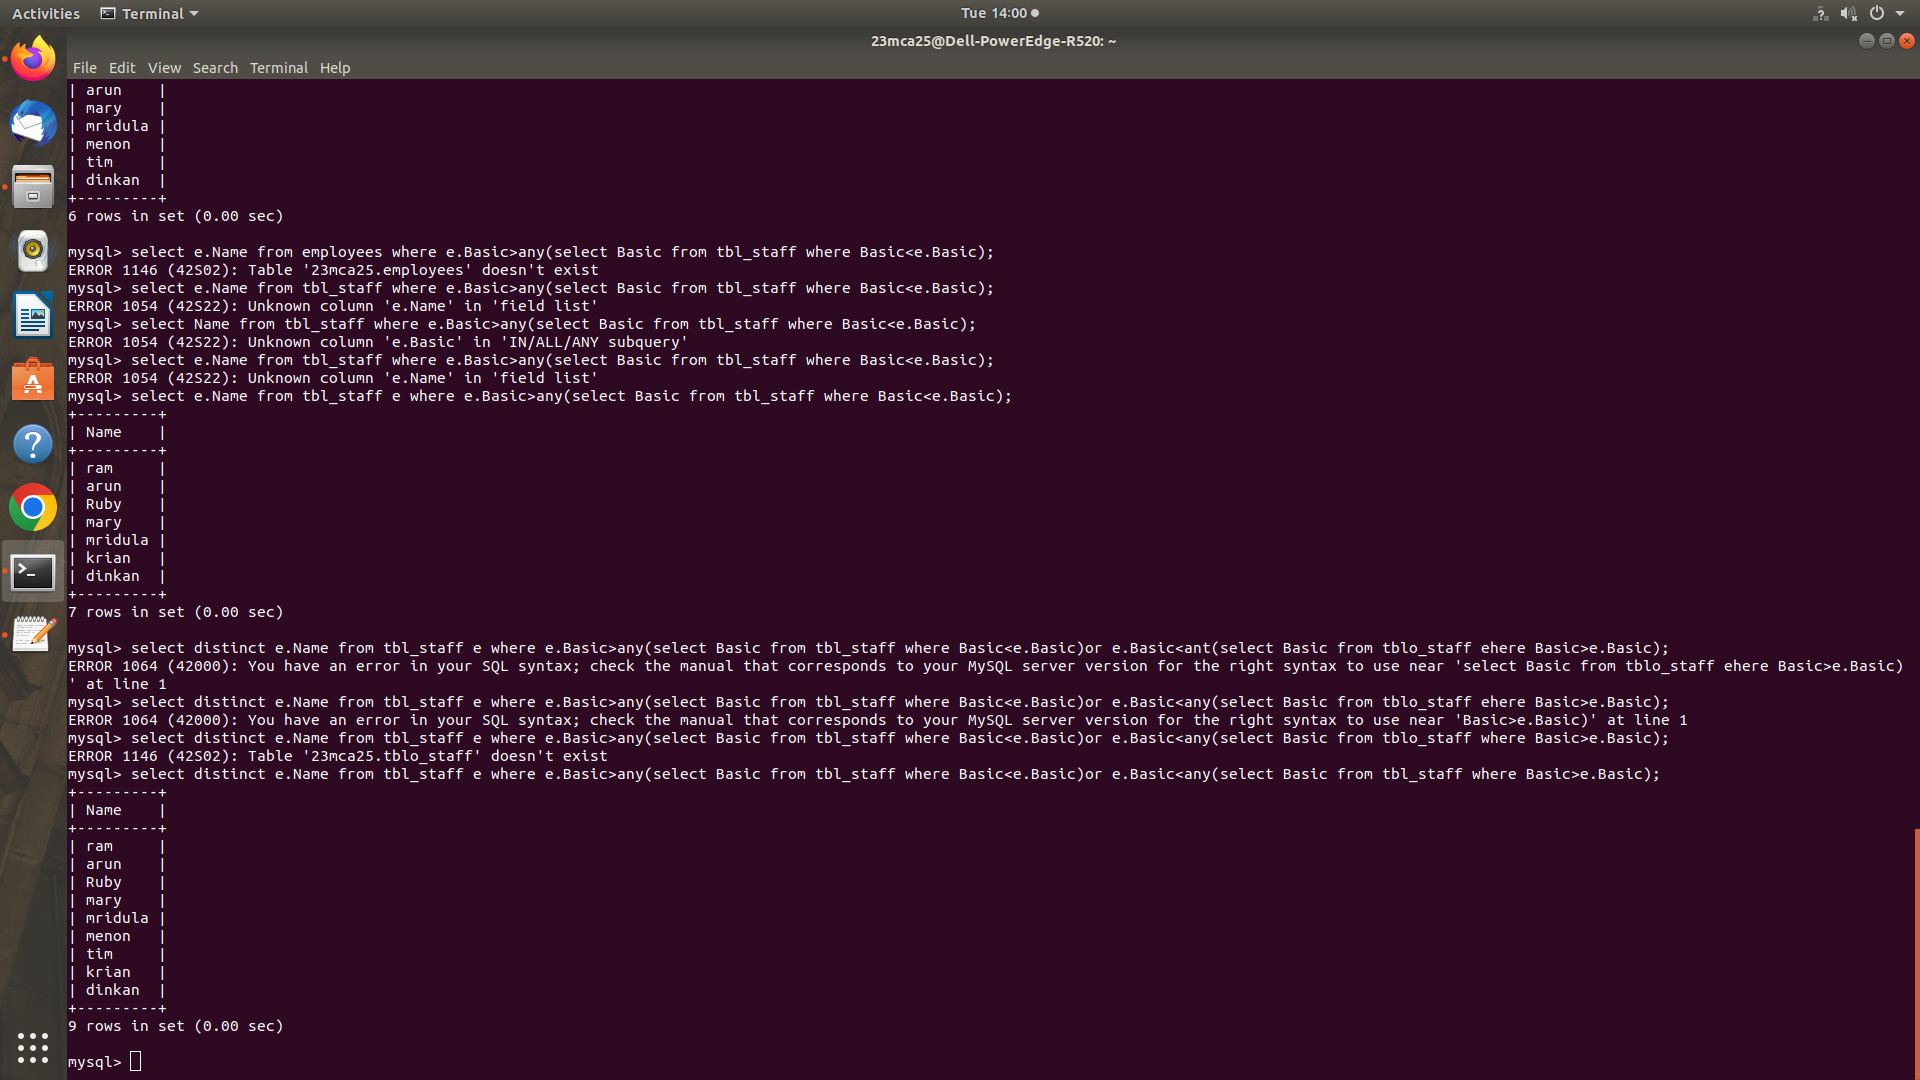 Activities Terminal Tue 14:00
23mca25@Dell-PowerEdge-R520: ~
File Edit View Search Terminal Help
| arun    |
| mary    |
| mridula |
| menon   |
| tim     |
| dinkan  |
+---------+
6 rows in set (0.00 sec)

mysql> select e.Name from employees where e.Basic>any(select Basic from tbl_staff where Basic<e.Basic);
ERROR 1146 (42S02): Table '23mca25.employees' doesn't exist
mysql> select e.Name from tbl_staff where e.Basic>any(select Basic from tbl_staff where Basic<e.Basic);
ERROR 1054 (42S22): Unknown column 'e.Name' in 'field list'
mysql> select Name from tbl_staff where e.Basic>any(select Basic from tbl_staff where Basic<e.Basic);
ERROR 1054 (42S22): Unknown column 'e.Basic' in 'IN/ALL/ANY subquery'
mysql> select e.Name from tbl_staff where e.Basic>any(select Basic from tbl_staff where Basic<e.Basic);
ERROR 1054 (42S22): Unknown column 'e.Name' in 'field list'
mysql> select e.Name from tbl_staff e where e.Basic>any(select Basic from tbl_staff where Basic<e.Basic);
+---------+
| Name    |
+---------+
| ram     |
| arun    |
| Ruby    |
| mary    |
| mridula |
| krian   |
| dinkan  |
+---------+
7 rows in set (0.00 sec)

mysql> select distinct e.Name from tbl_staff e where e.Basic>any(select Basic from tbl_staff where Basic<e.Basic)or e.Basic<ant(select Basic from tblo_staff ehere Basic>e.Basic);
ERROR 1064 (42000): You have an error in your SQL syntax; check the manual that corresponds to your MySQL server version for the right syntax to use near 'select Basic from tblo_staff ehere Basic>e.Basic)
' at line 1
mysql> select distinct e.Name from tbl_staff e where e.Basic>any(select Basic from tbl_staff where Basic<e.Basic)or e.Basic<any(select Basic from tblo_staff ehere Basic>e.Basic);
ERROR 1064 (42000): You have an error in your SQL syntax; check the manual that corresponds to your MySQL server version for the right syntax to use near 'Basic>e.Basic)' at line 1
mysql> select distinct e.Name from tbl_staff e where e.Basic>any(select Basic from tbl_staff where Basic<e.Basic)or e.Basic<any(select Basic from tblo_staff where Basic>e.Basic);
ERROR 1146 (42S02): Table '23mca25.tblo_staff' doesn't exist
mysql> select distinct e.Name from tbl_staff e where e.Basic>any(select Basic from tbl_staff where Basic<e.Basic)or e.Basic<any(select Basic from tbl_staff where Basic>e.Basic);
+---------+
| Name    |
+---------+
| ram     |
| arun    |
| Ruby    |
| mary    |
| mridula |
| menon   |
| tim     |
| krian   |
| dinkan  |
+---------+
9 rows in set (0.00 sec)

mysql>